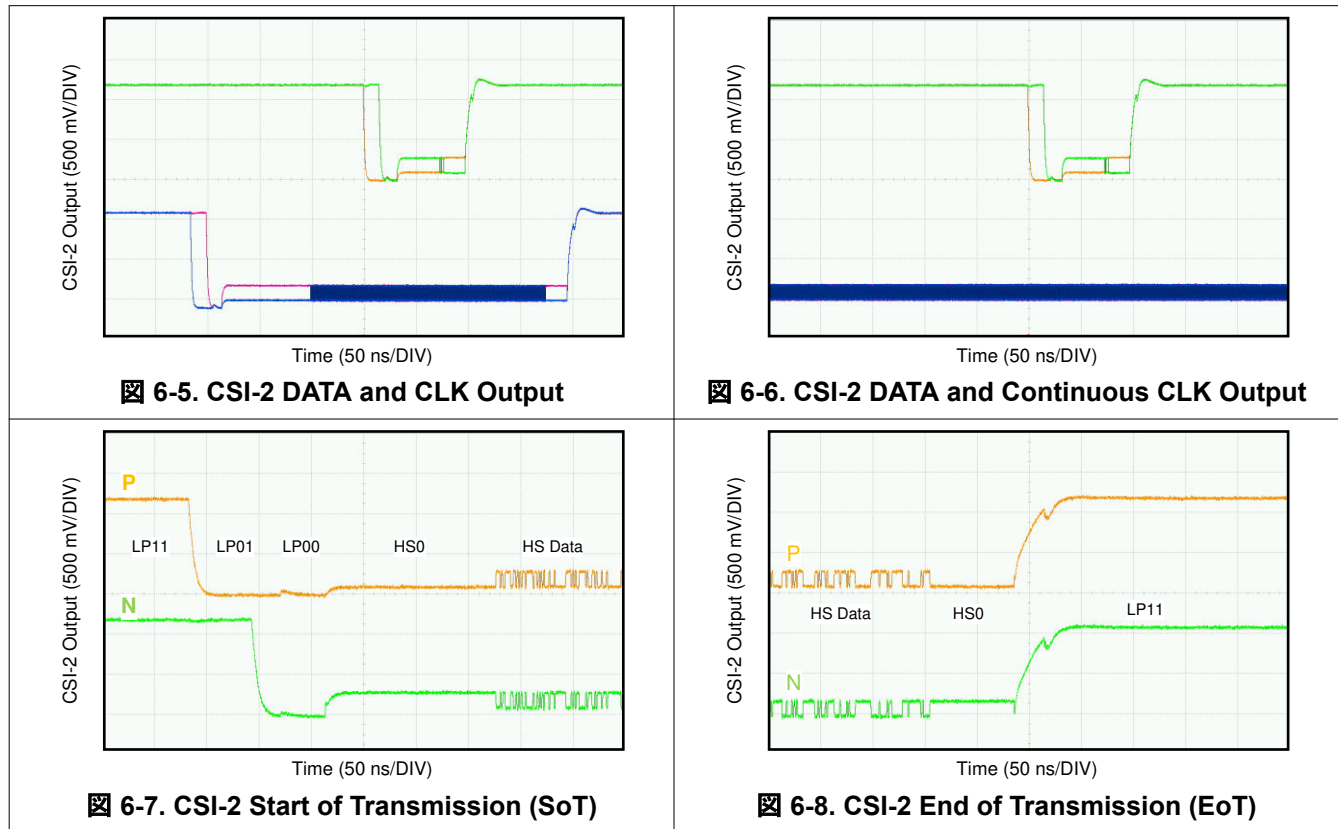 CSI-2 Output (500 mV/DIV)
Time (50 ns/DIV)
図 6-5. CSI-2 DATA and CLK Output
CSI-2 Output (500 mV/DIV)
Time (50 ns/DIV)
図 6-6. CSI-2 DATA and Continuous CLK Output
CSI-2 Output (500 mV/DIV)
P
LP11 LP01 LP00 HS0 HS Data
N
Time (50 ns/DIV)
図 6-7. CSI-2 Start of Transmission (SoT)
CSI-2 Output (500 mV/DIV)
P
HS Data HS0 LP11
N
Time (50 ns/DIV)
図 6-8. CSI-2 End of Transmission (EoT)